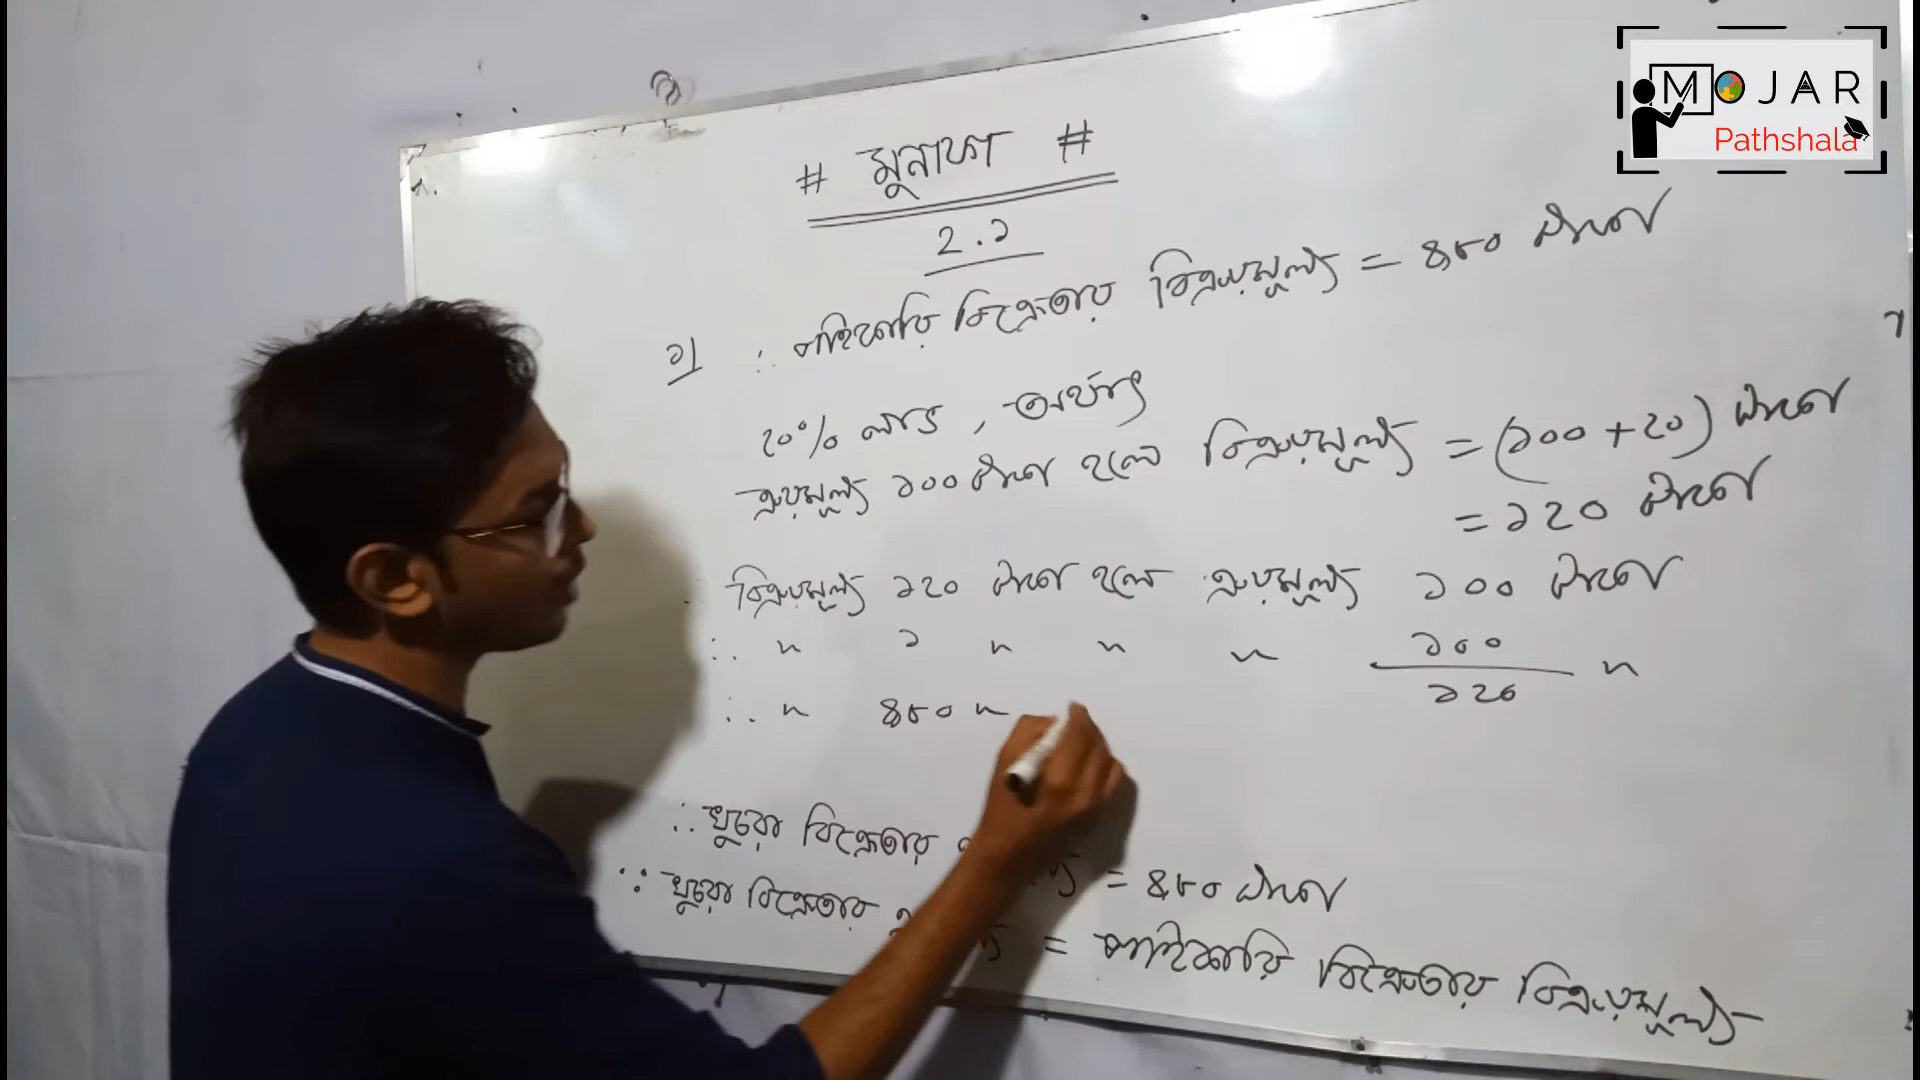 MOJAR
Pathshala
# মুনাফা #
2.১
১| ∴ পাইকারি বিক্রেতার বিক্রয়মূল্য = ৪৮০ টাকা
২০% লাভ, অর্থাৎ
ক্রয়মূল্য ১০০ টাকা হলে বিক্রয়মূল্য = (১০০ + ২০) টাকা
= ১২০ টাকা
বিক্রয়মূল্য ১২০ টাকা হলে ক্রয়মূল্য ১০০ টাকা
∴ " ১ " " " ১০০/১২০ "
∴ " ৪৮০ "
∴ খুচরা বিক্রেতার = ৪৮০ টাকা
∵ খুচরা বিক্রেতার = পাইকারি বিক্রেতার বিক্রয়মূল্য